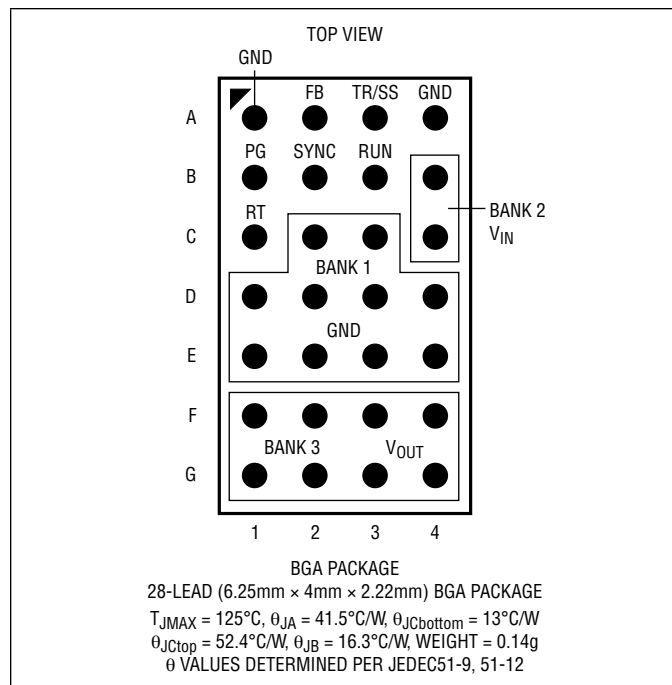 TOP VIEW
GND
FB TR/SS GND
A
PG SYNC RUN
B
BANK 2
RT
C
V_IN
BANK 1
D
GND
E
F
BANK 3 V_OUT
G
1 2 3 4
BGA PACKAGE
28-LEAD (6.25mm × 4mm × 2.22mm) BGA PACKAGE
T_JMAX = 125°C, θ_JA = 41.5°C/W, θ_JCbottom = 13°C/W
θ_JCtop = 52.4°C/W, θ_JB = 16.3°C/W, WEIGHT = 0.14g
θ VALUES DETERMINED PER JEDEC51-9, 51-12